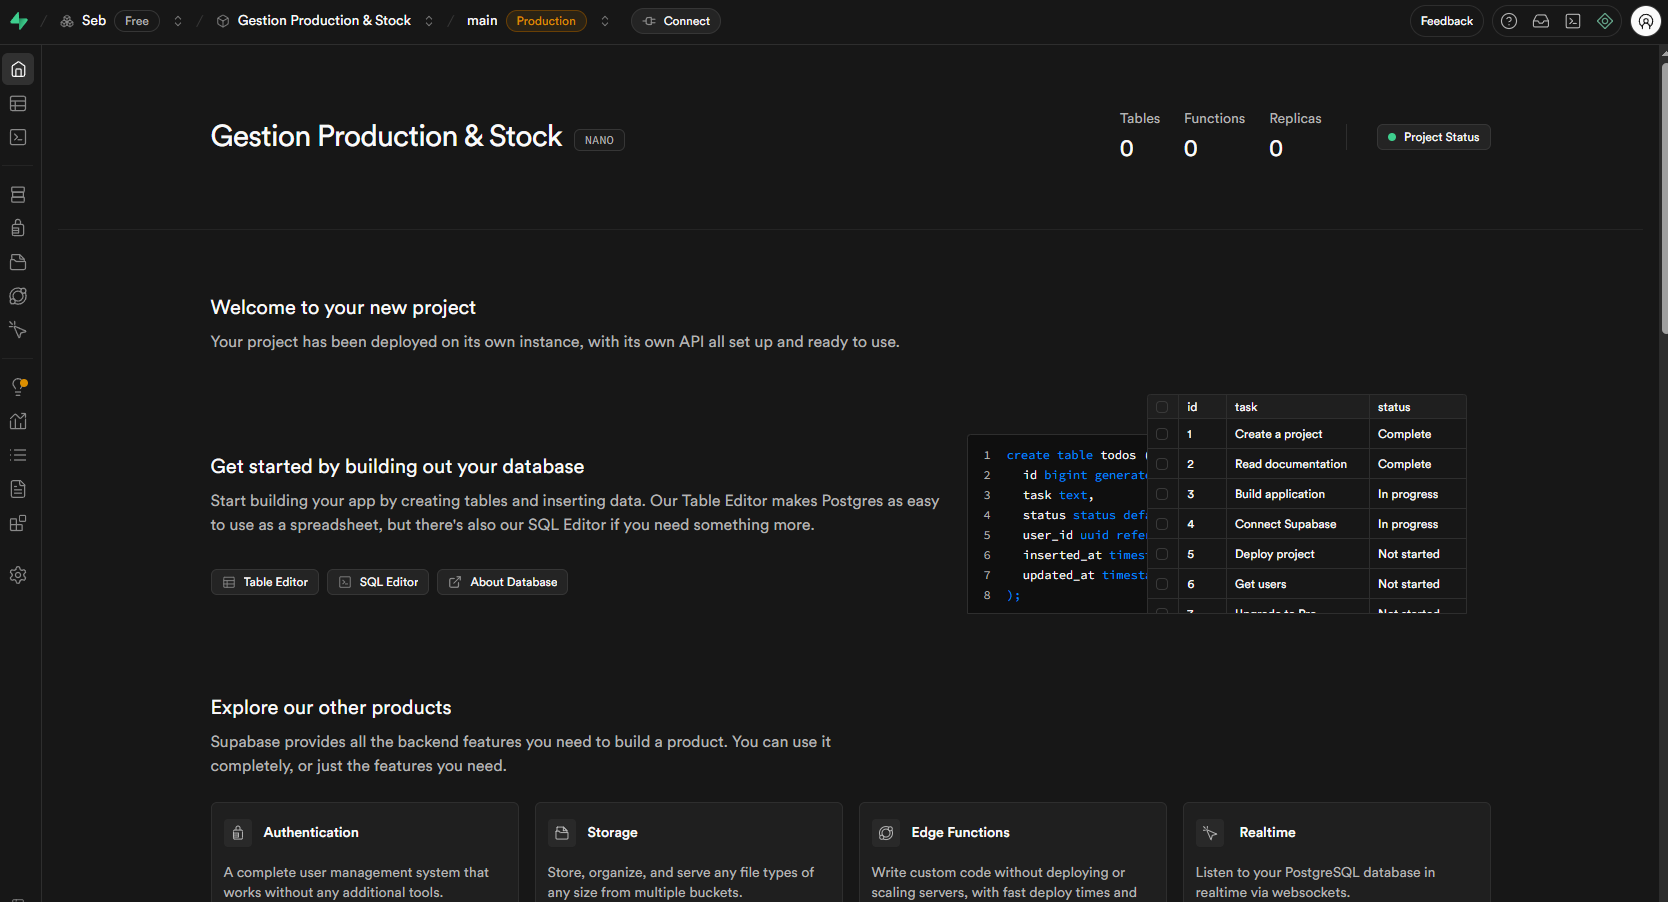 Seb Free Gestion Production & Stock main Production Connect Feedback
Gestion Production & Stock NANO
Tables Functions Replicas
0 0 0
Project Status
Welcome to your new project
Your project has been deployed on its own instance, with its own API all set up and ready to use.
Get started by building out your database
Start building your app by creating tables and inserting data. Our Table Editor makes Postgres as easy
to use as a spreadsheet, but there's also our SQL Editor if you need something more.
Table Editor SQL Editor About Database
1 create table todos (
2 id bigint generate
3 task text,
4 status status defa
5 user_id uuid refe
6 inserted_at times
7 updated_at timesta
8 );
id task status
1 Create a project Complete
2 Read documentation Complete
3 Build application In progress
4 Connect Supabase In progress
5 Deploy project Not started
6 Get users Not started
7 Upgrade to Pro Not started
Explore our other products
Supabase provides all the backend features you need to build a product. You can use it
completely, or just the features you need.
Authentication
A complete user management system that
works without any additional tools.
Storage
Store, organize, and serve any file types of
any size from multiple buckets.
Edge Functions
Write custom code without deploying or
scaling servers, with fast deploy times and
Realtime
Listen to your PostgreSQL database in
realtime via websockets.